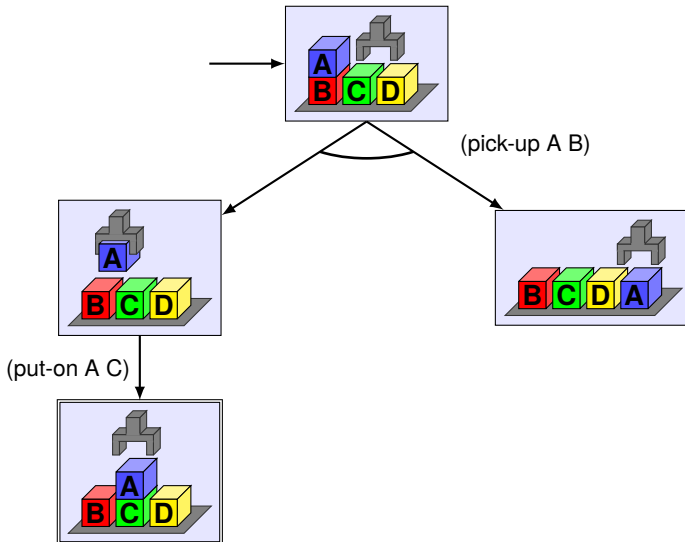 A
B C D
(pick-up A B)
A
B C D
B C D A
(put-on A C)
A
B C D